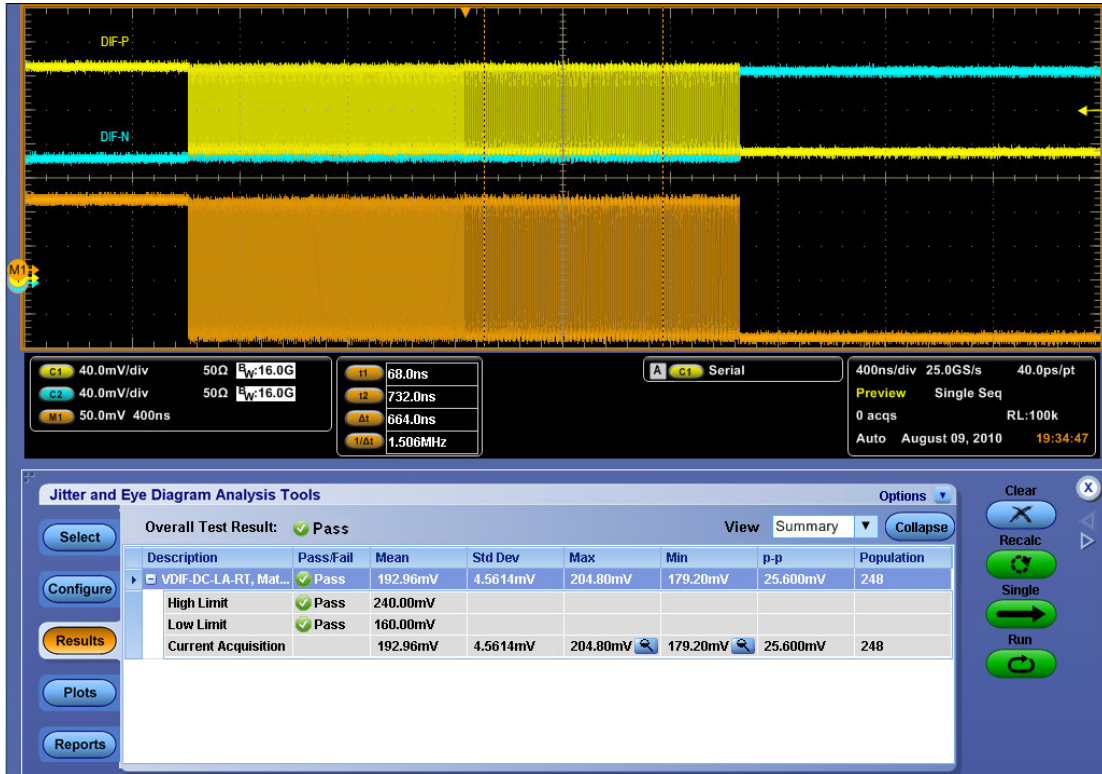 DIF-P
DIF-N
M1
C1 40.0mV/div 50Ω BW:16.0G
C2 40.0mV/div 50Ω BW:16.0G
M1 50.0mV 400ns
t1 68.0ns
t2 732.0ns
Δt 664.0ns
1/Δt 1.506MHz
A C1 Serial
400ns/div 25.0GS/s 40.0ps/pt
Preview Single Seq
0 acqs RL:100k
Auto August 09, 2010 19:34:47
Jitter and Eye Diagram Analysis Tools
Options
Clear
X
Select
Overall Test Result: Pass
View Summary
Collapse
Recalc
Description Pass/Fail Mean Std Dev Max Min p-p Population
VDIF-DC-LA-RT, Mat... Pass 192.96mV 4.5614mV 204.80mV 179.20mV 25.600mV 248
Configure
Single
High Limit Pass 240.00mV
Low Limit Pass 160.00mV
Results
Run
Current Acquisition 192.96mV 4.5614mV 204.80mV 179.20mV 25.600mV 248
Plots
Reports